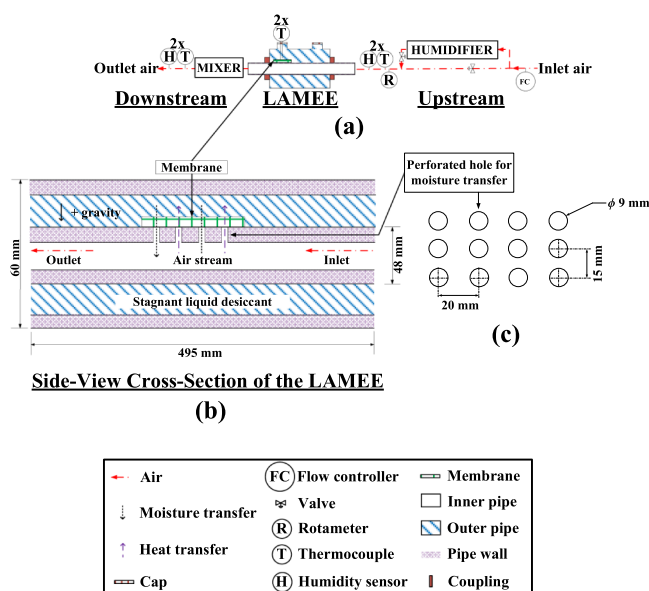 2x
T
2x
H T
MIXER
2x
H T
R
HUMIDIFIER
FC
Outlet air
Inlet air
Downstream
LAMEE
Upstream
(a)
Membrane
Perforated hole for
moisture transfer
+ gravity
Outlet
Air stream
Inlet
Stagnant liquid desiccant
60 mm
48 mm
495 mm
ϕ 9 mm
15 mm
20 mm
(c)
Side-View Cross-Section of the LAMEE
(b)
Air
Moisture transfer
Heat transfer
Cap
FC Flow controller
Valve
R Rotameter
T Thermocouple
H Humidity sensor
Membrane
Inner pipe
Outer pipe
Pipe wall
Coupling